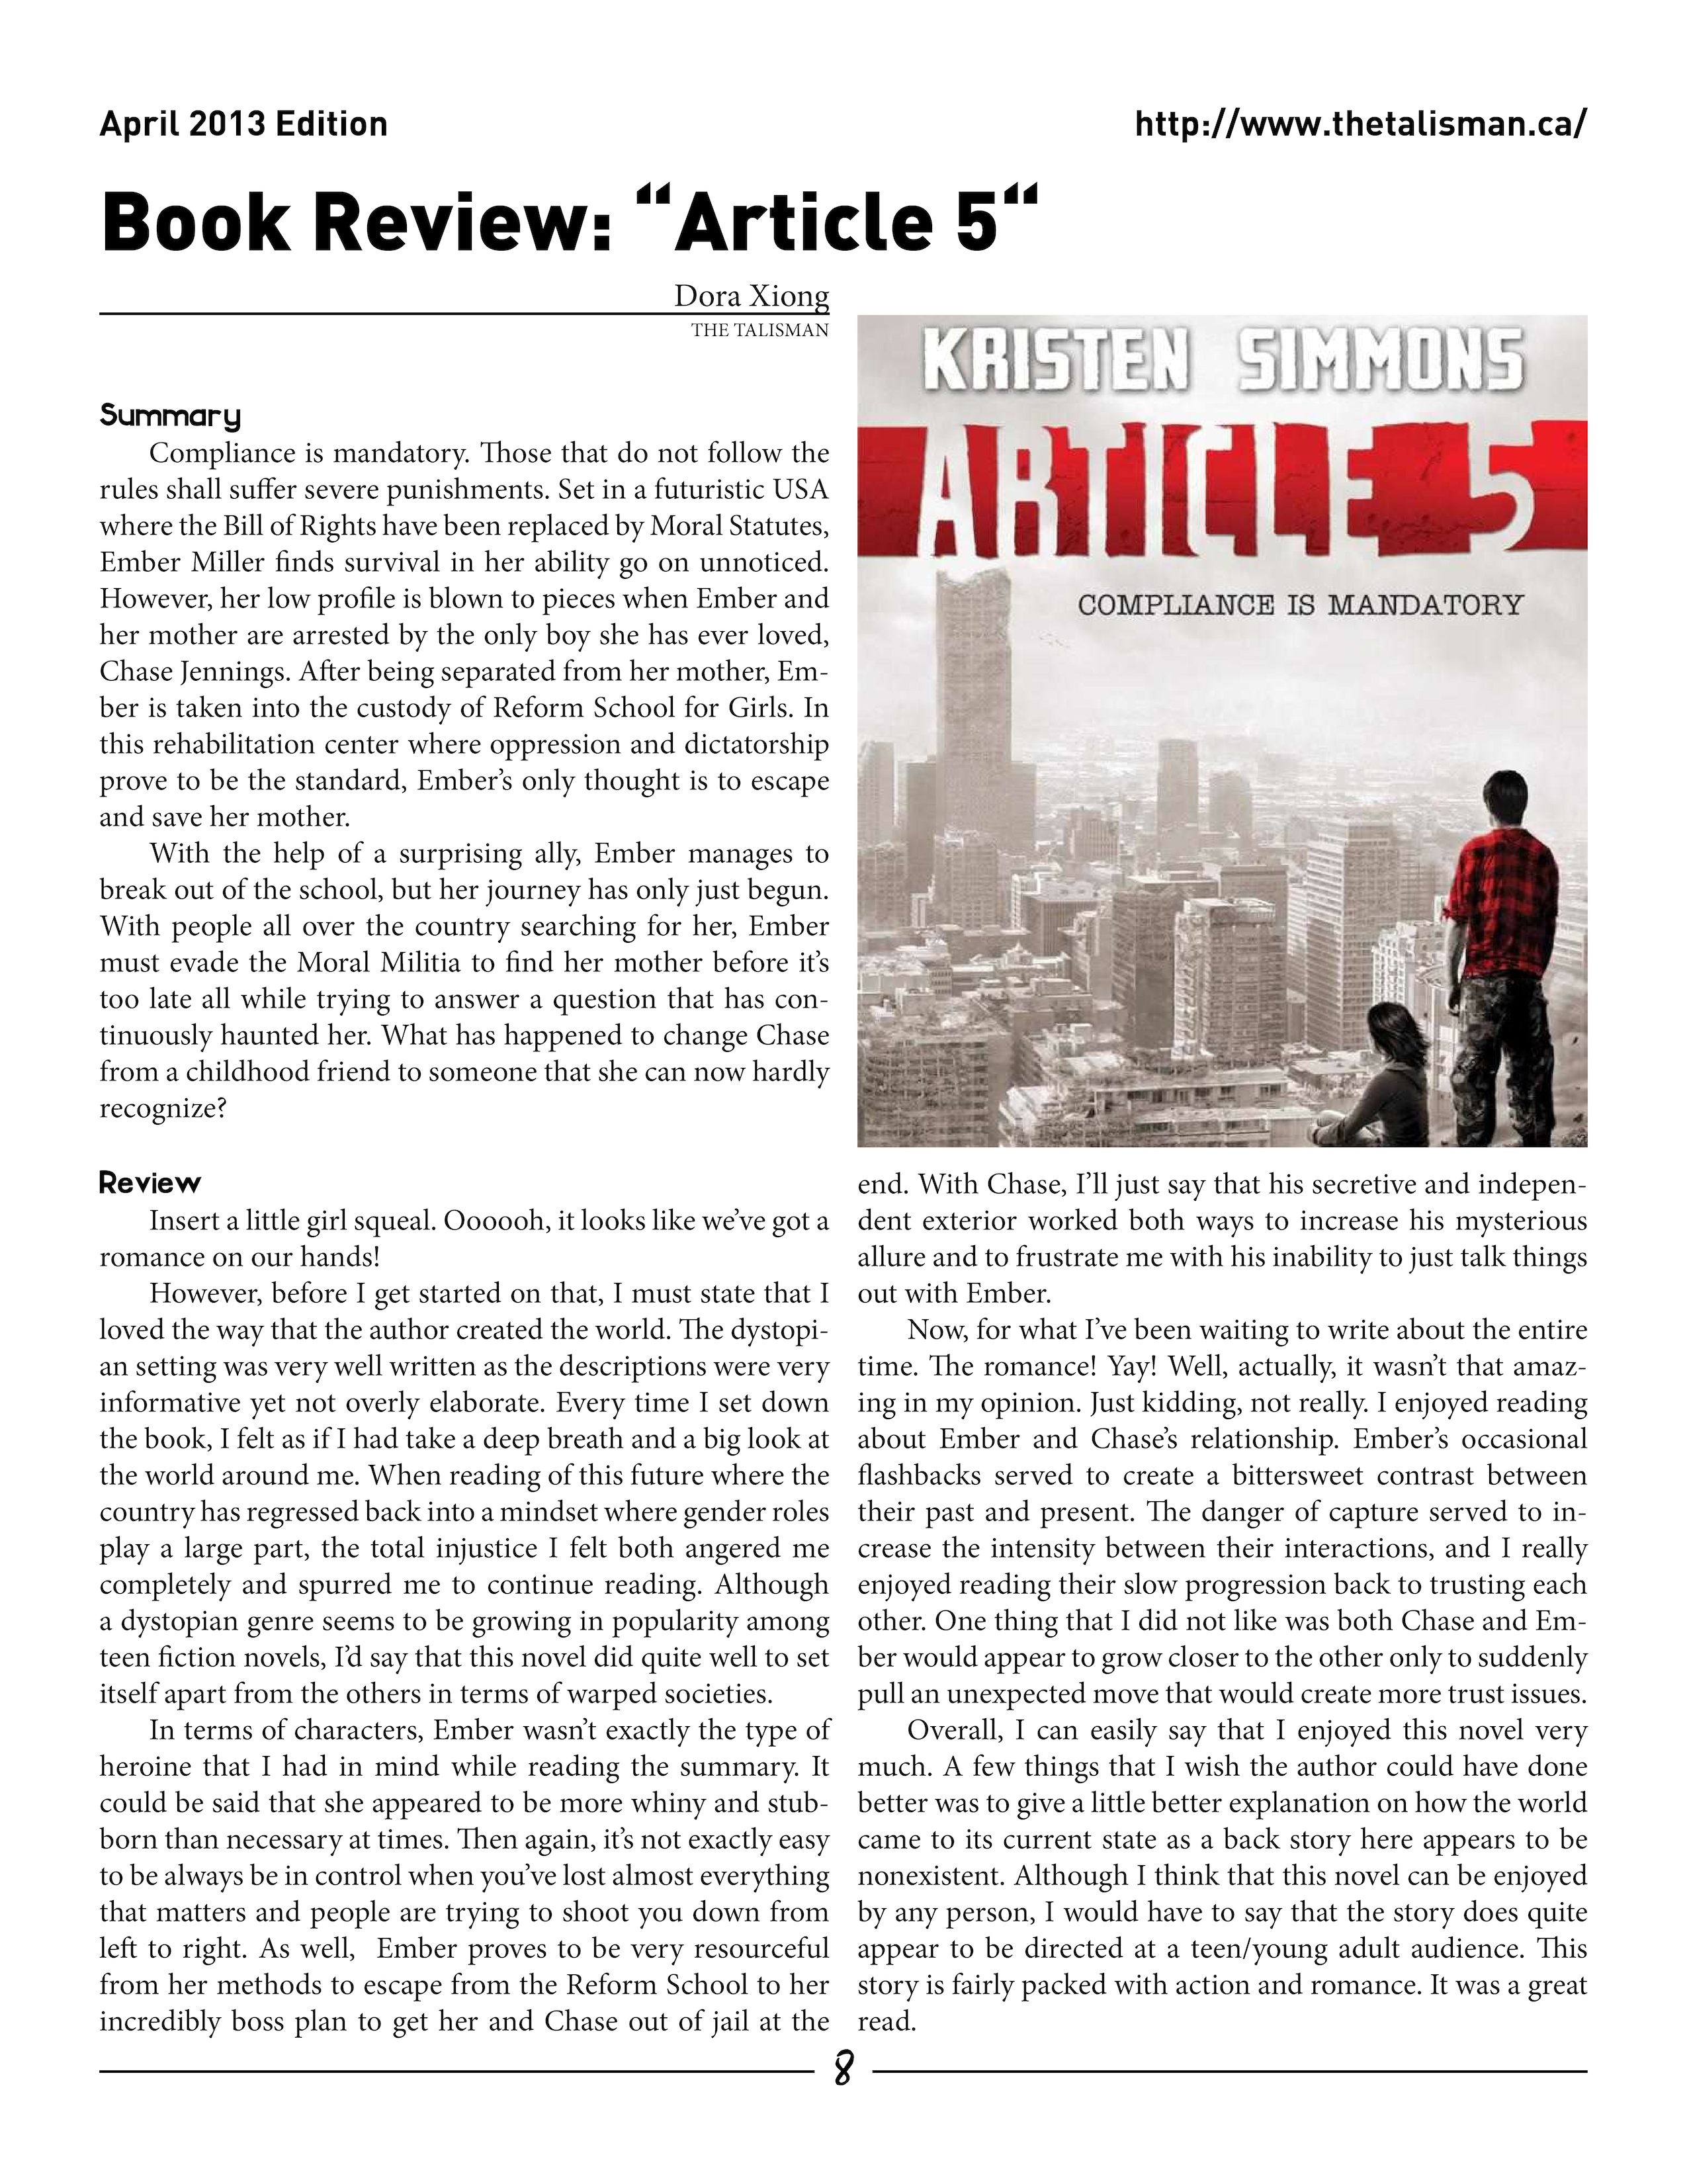 April 2013 Edition
http://www.thetalisman.ca/
Book Review: “Article 5“
Dora Xiong
THE TALISMAN
Summary
Compliance is mandatory. Those that do not follow the
rules shall suffer severe punishments. Set in a futuristic USA
where the Bill of Rights have been replaced by Moral Statutes,
Ember Miller finds survival in her ability go on unnoticed.
However, her low profile is blown to pieces when Ember and
her mother are arrested by the only boy she has ever loved,
Chase Jennings. After being separated from her mother, Em-
ber is taken into the custody of Reform School for Girls. In
this rehabilitation center where oppression and dictatorship
prove to be the standard, Ember’s only thought is to escape
and save her mother.
With the help of a surprising ally, Ember manages to
break out of the school, but her journey has only just begun.
With people all over the country searching for her, Ember
must evade the Moral Militia to find her mother before it’s
too late all while trying to answer a question that has con-
tinuously haunted her. What has happened to change Chase
from a childhood friend to someone that she can now hardly
recognize?
Review
Insert a little girl squeal. Oooooh, it looks like we’ve got a
romance on our hands!
However, before I get started on that, I must state that I
loved the way that the author created the world. The dystopi-
an setting was very well written as the descriptions were very
informative yet not overly elaborate. Every time I set down
the book, I felt as if I had take a deep breath and a big look at
the world around me. When reading of this future where the
country has regressed back into a mindset where gender roles
play a large part, the total injustice I felt both angered me
completely and spurred me to continue reading. Although
a dystopian genre seems to be growing in popularity among
teen fiction novels, I’d say that this novel did quite well to set
itself apart from the others in terms of warped societies.
In terms of characters, Ember wasn’t exactly the type of
heroine that I had in mind while reading the summary. It
could be said that she appeared to be more whiny and stub-
born than necessary at times. Then again, it’s not exactly easy
to be always be in control when you’ve lost almost everything
that matters and people are trying to shoot you down from
left to right. As well, Ember proves to be very resourceful
from her methods to escape from the Reform School to her
incredibly boss plan to get her and Chase out of jail at the
KRISTEN SIMMONS
ARTICLE 5
COMPLIANCE IS MANDATORY
end. With Chase, I’ll just say that his secretive and indepen-
dent exterior worked both ways to increase his mysterious
allure and to frustrate me with his inability to just talk things
out with Ember.
Now, for what I’ve been waiting to write about the entire
time. The romance! Yay! Well, actually, it wasn’t that amaz-
ing in my opinion. Just kidding, not really. I enjoyed reading
about Ember and Chase’s relationship. Ember’s occasional
flashbacks served to create a bittersweet contrast between
their past and present. The danger of capture served to in-
crease the intensity between their interactions, and I really
enjoyed reading their slow progression back to trusting each
other. One thing that I did not like was both Chase and Em-
ber would appear to grow closer to the other only to suddenly
pull an unexpected move that would create more trust issues.
Overall, I can easily say that I enjoyed this novel very
much. A few things that I wish the author could have done
better was to give a little better explanation on how the world
came to its current state as a back story here appears to be
nonexistent. Although I think that this novel can be enjoyed
by any person, I would have to say that the story does quite
appear to be directed at a teen/young adult audience. This
story is fairly packed with action and romance. It was a great
read.
8